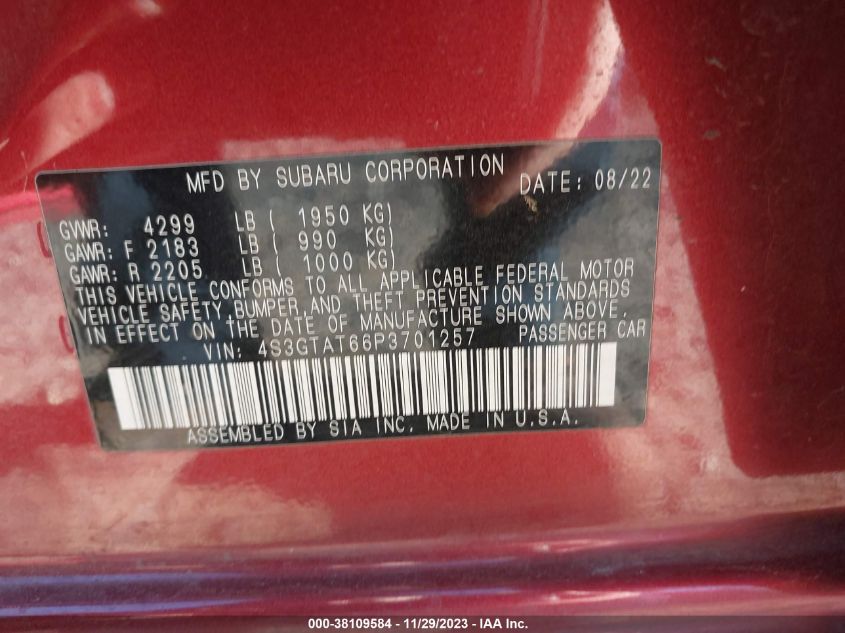 MFD BY SUBARU CORPORATION DATE: 08/22
GVWR: 4299 LB ( 1950 KG)
GAWR: F 2183 LB ( 990 KG)
GAWR: R 2205 LB ( 1000 KG)
THIS VEHICLE CONFORMS TO ALL APPLICABLE FEDERAL MOTOR
VEHICLE SAFETY,BUMPER,AND THEFT PREVENTION STANDARDS
IN EFFECT ON THE DATE OF MANUFACTURE SHOWN ABOVE.
VIN: 4S3GTAT66P3701257 PASSENGER CAR
ASSEMBLED BY SIA INC. MADE IN U.S.A.
000-38109584 - 11/29/2023 - IAA Inc.